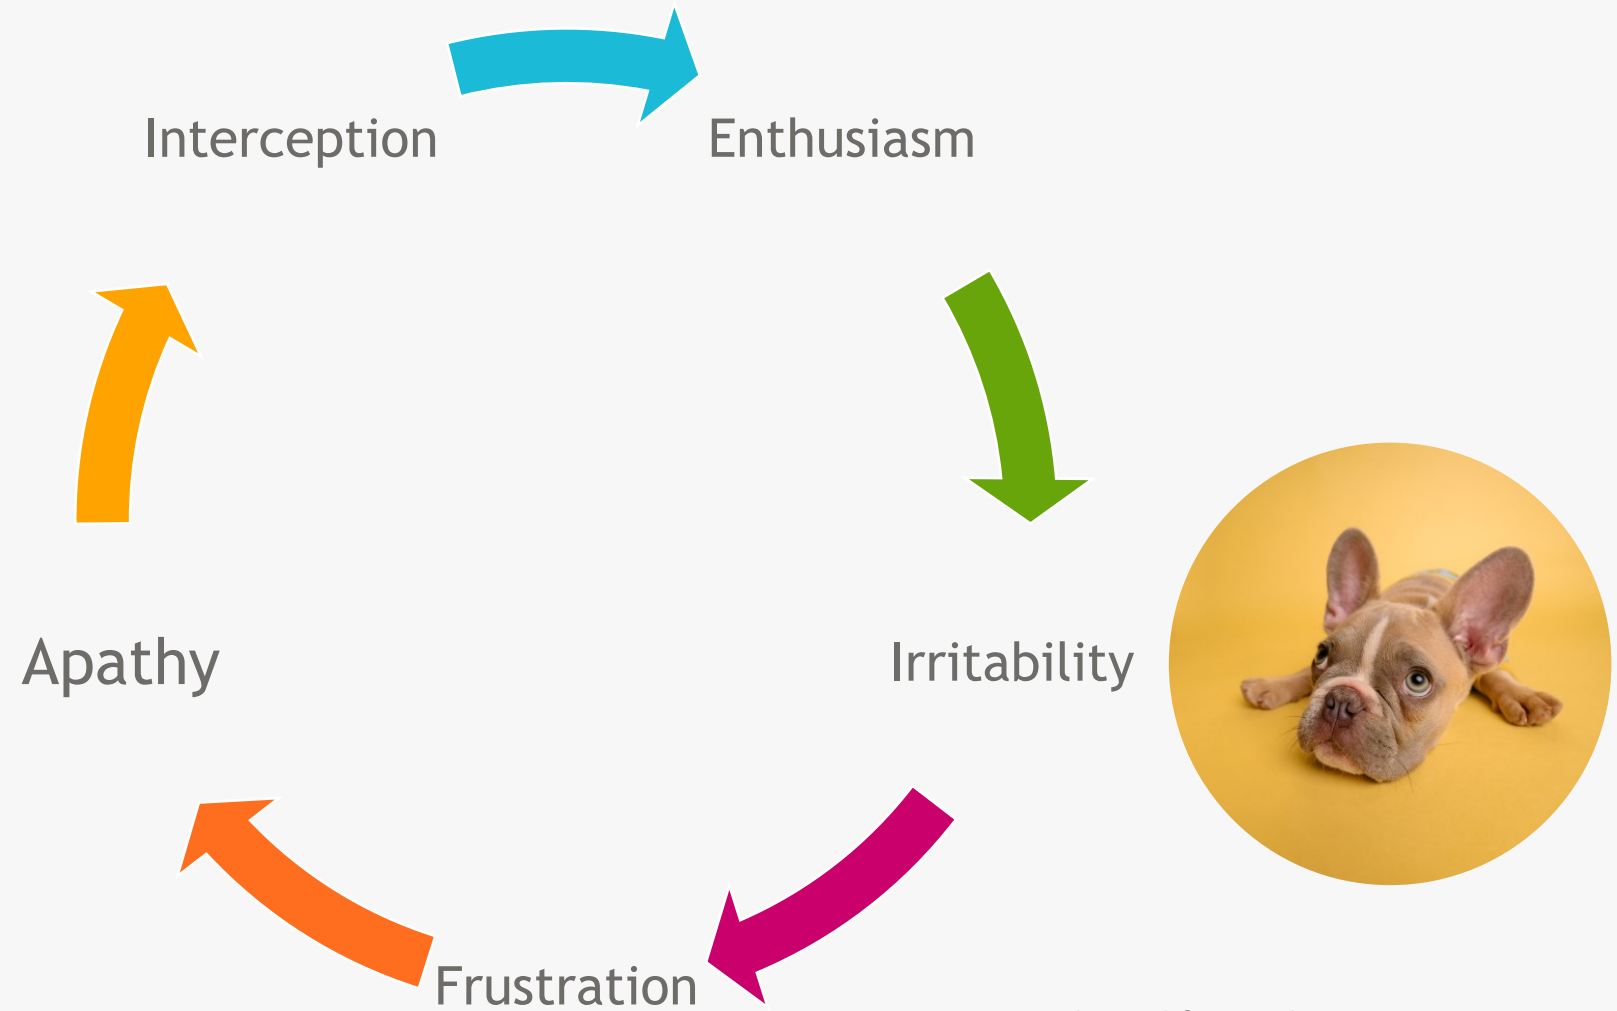 Interception
Enthusiasm
Apathy
Irritability
Frustration